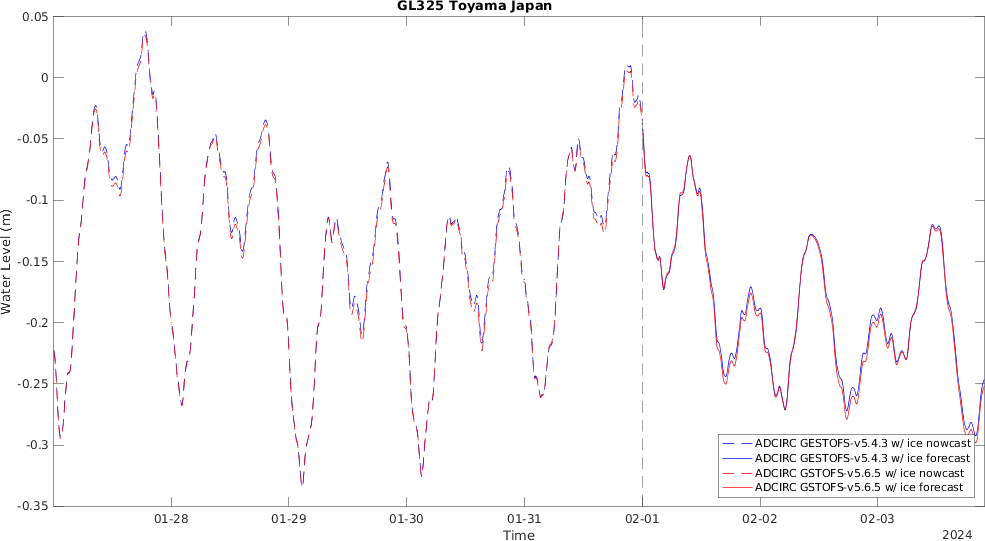 GL325 Toyama Japan
0.05
0
-0.05
-0.1
-0.15
-0.2
-0.25
-0.3
-0.35
Water Level (m)
01-28
01-29
01-30
01-31
02-01
02-02
02-03
Time
2024
ADCIRC GESTOFS-v5.4.3 w/ ice nowcast
ADCIRC GESTOFS-v5.4.3 w/ ice forecast
ADCIRC GSTOFS-v5.6.5 w/ ice nowcast
ADCIRC GSTOFS-v5.6.5 w/ ice forecast